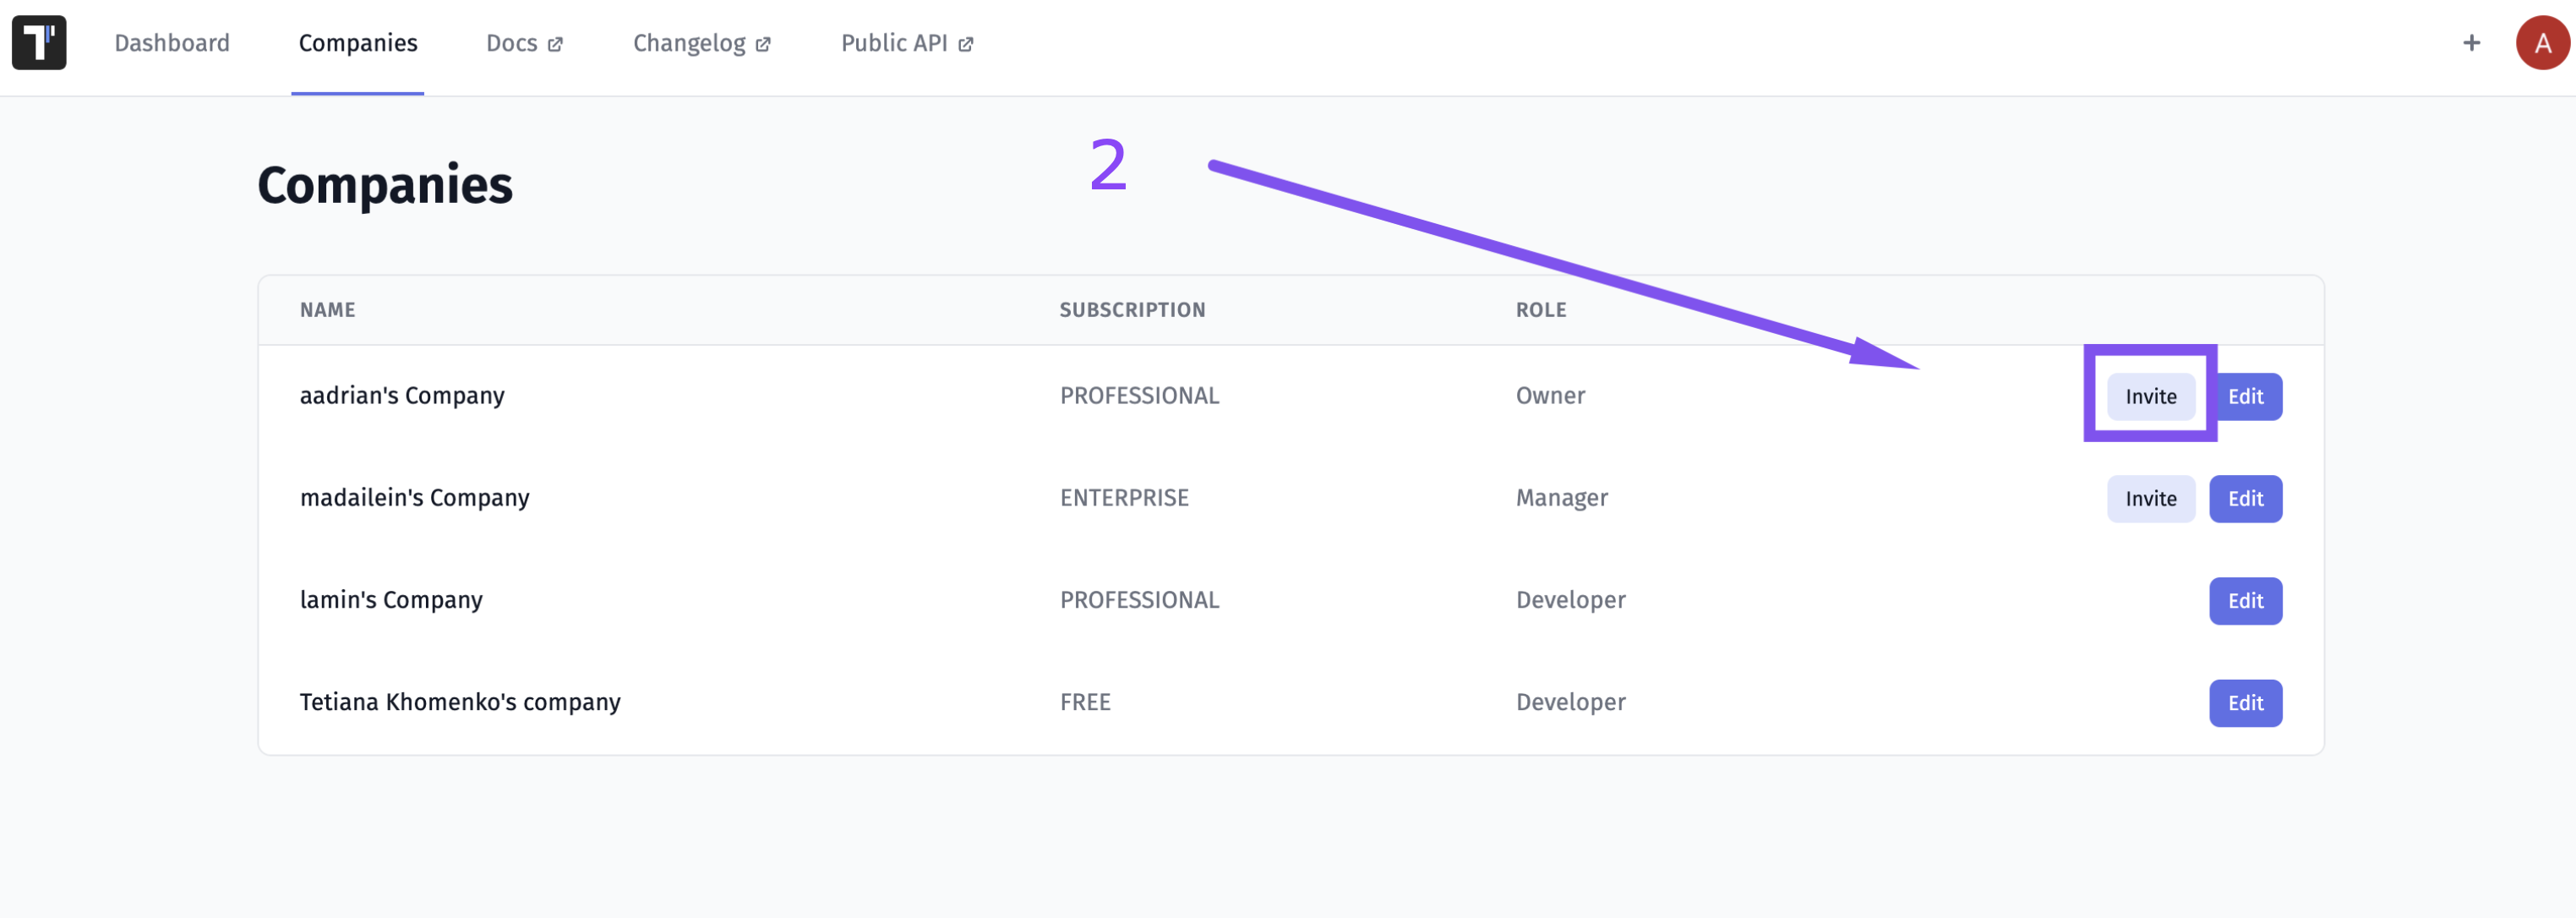 T Dashboard Companies Docs Changelog Public API + A
2
Companies
NAME SUBSCRIPTION ROLE
aadrian's Company PROFESSIONAL Owner Invite Edit
madailein's Company ENTERPRISE Manager Invite Edit
lamin's Company PROFESSIONAL Developer Edit
Tetiana Khomenko's company FREE Developer Edit